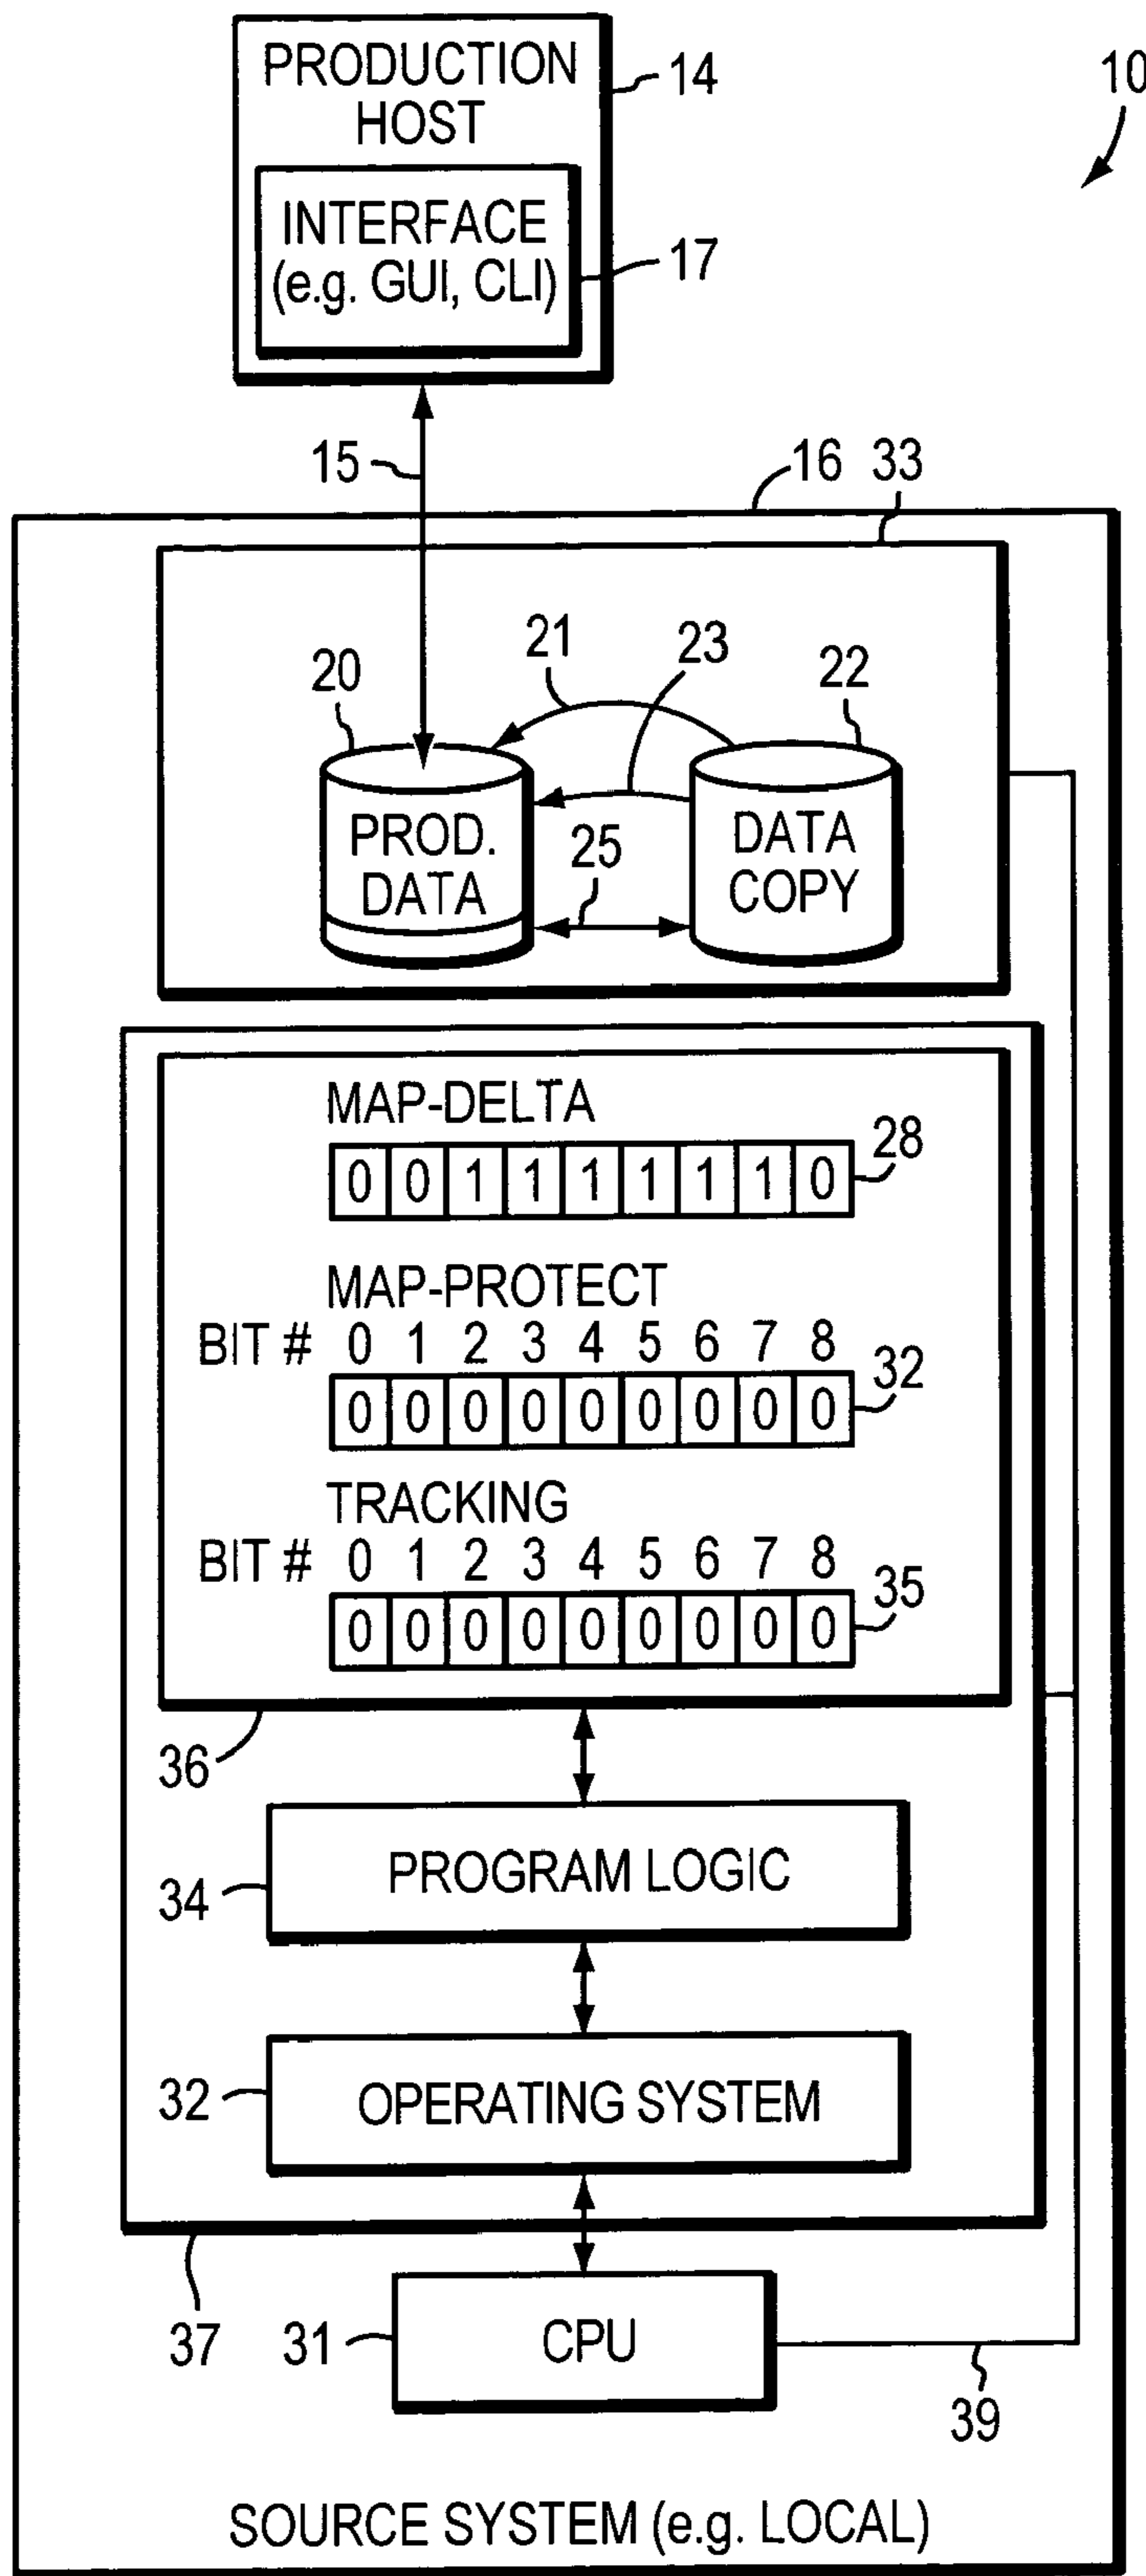 PRODUCTION
HOST
14
10
INTERFACE
(e.g. GUI, CLI)
17
15
16
33
20
21
23
22
PROD.
DATA
25
DATA
COPY
MAP-DELTA
0 0 1 1 1 1 1 1 0
28
MAP-PROTECT
BIT # 0 1 2 3 4 5 6 7 8
0 0 0 0 0 0 0 0 0
32
TRACKING
BIT # 0 1 2 3 4 5 6 7 8
0 0 0 0 0 0 0 0 0
35
36
PROGRAM LOGIC
34
OPERATING SYSTEM
32
37
31
CPU
39
SOURCE SYSTEM (e.g. LOCAL)